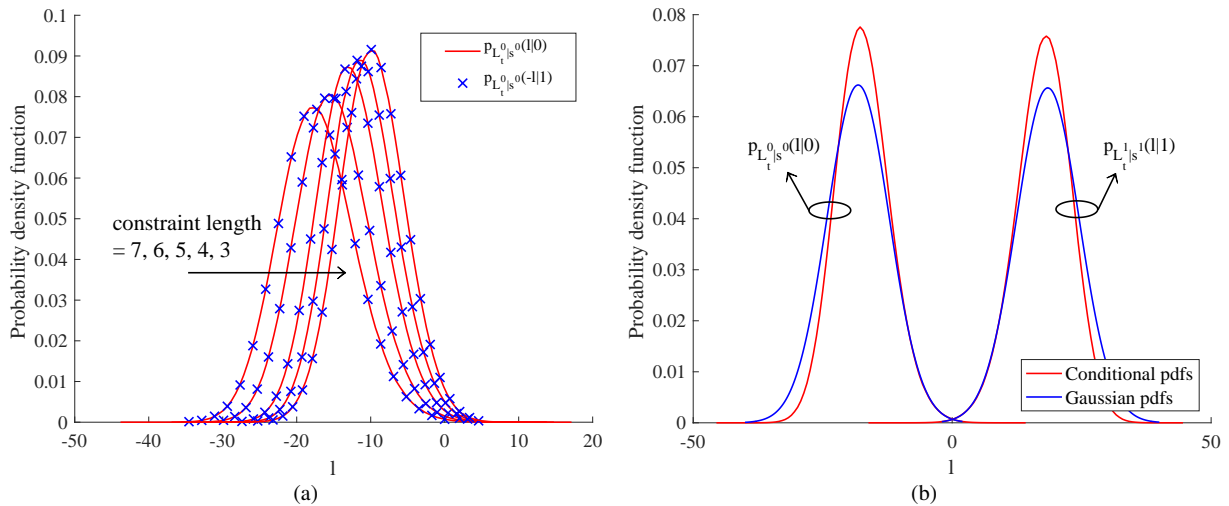 0.1
0.09
0.08
0.07
0.06
0.05
0.04
0.03
0.02
0.01
0
-50
-40
-30
-20
-10
0
10
20
Probability density function
l
p_{L_t^0|s^0}(l|0)
p_{L_t^0|s^0}(-l|1)
constraint length
= 7, 6, 5, 4, 3
(a)
0.08
0.07
0.06
0.05
0.04
0.03
0.02
0.01
0
-50
0
50
Probability density function
l
p_{L_t^0|s^0}(l|0)
p_{L_t^1|s^1}(l|1)
Conditional pdfs
Gaussian pdfs
(b)